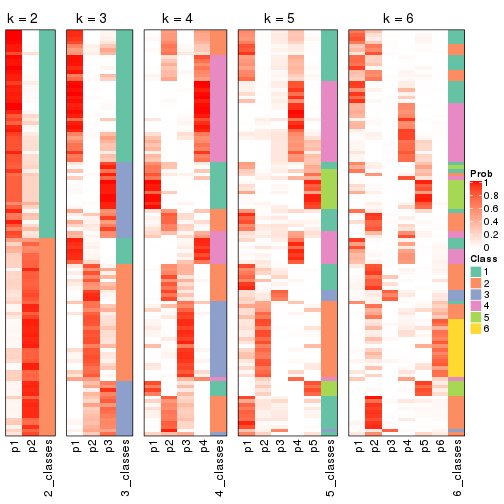 k = 2
k = 3
k = 4
k = 5
k = 6
p1
p2
2_classes
p1
p2
p3
3_classes
p1
p2
p3
p4
4_classes
p1
p2
p3
p4
p5
5_classes
p1
p2
p3
p4
p5
p6
6_classes
Prob
1
0.8
0.6
0.4
0.2
0
Class
1
2
3
4
5
6